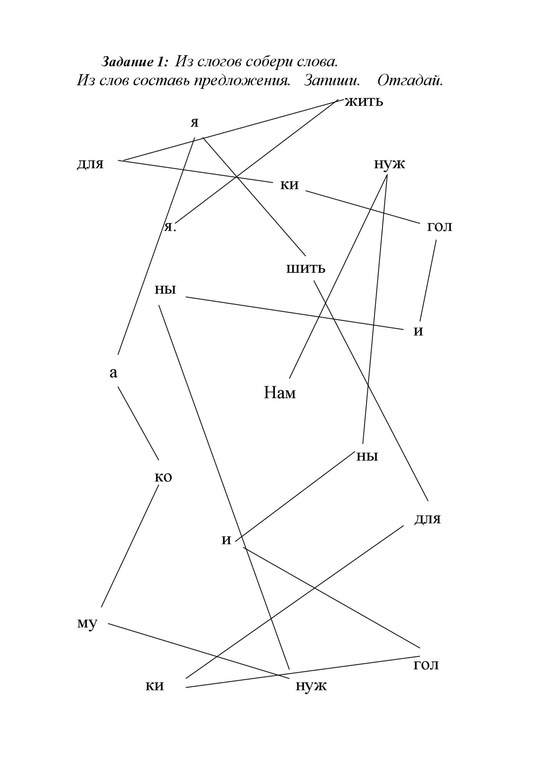 Задание 1: Из слогов собери слова.
Из слов составь предложения. Запиши. Отгадай.
жить
я
для
нуж
ки
я.
гол
шить
ны
и
а
Нам
ны
ко
для
и
му
гол
ки
нуж